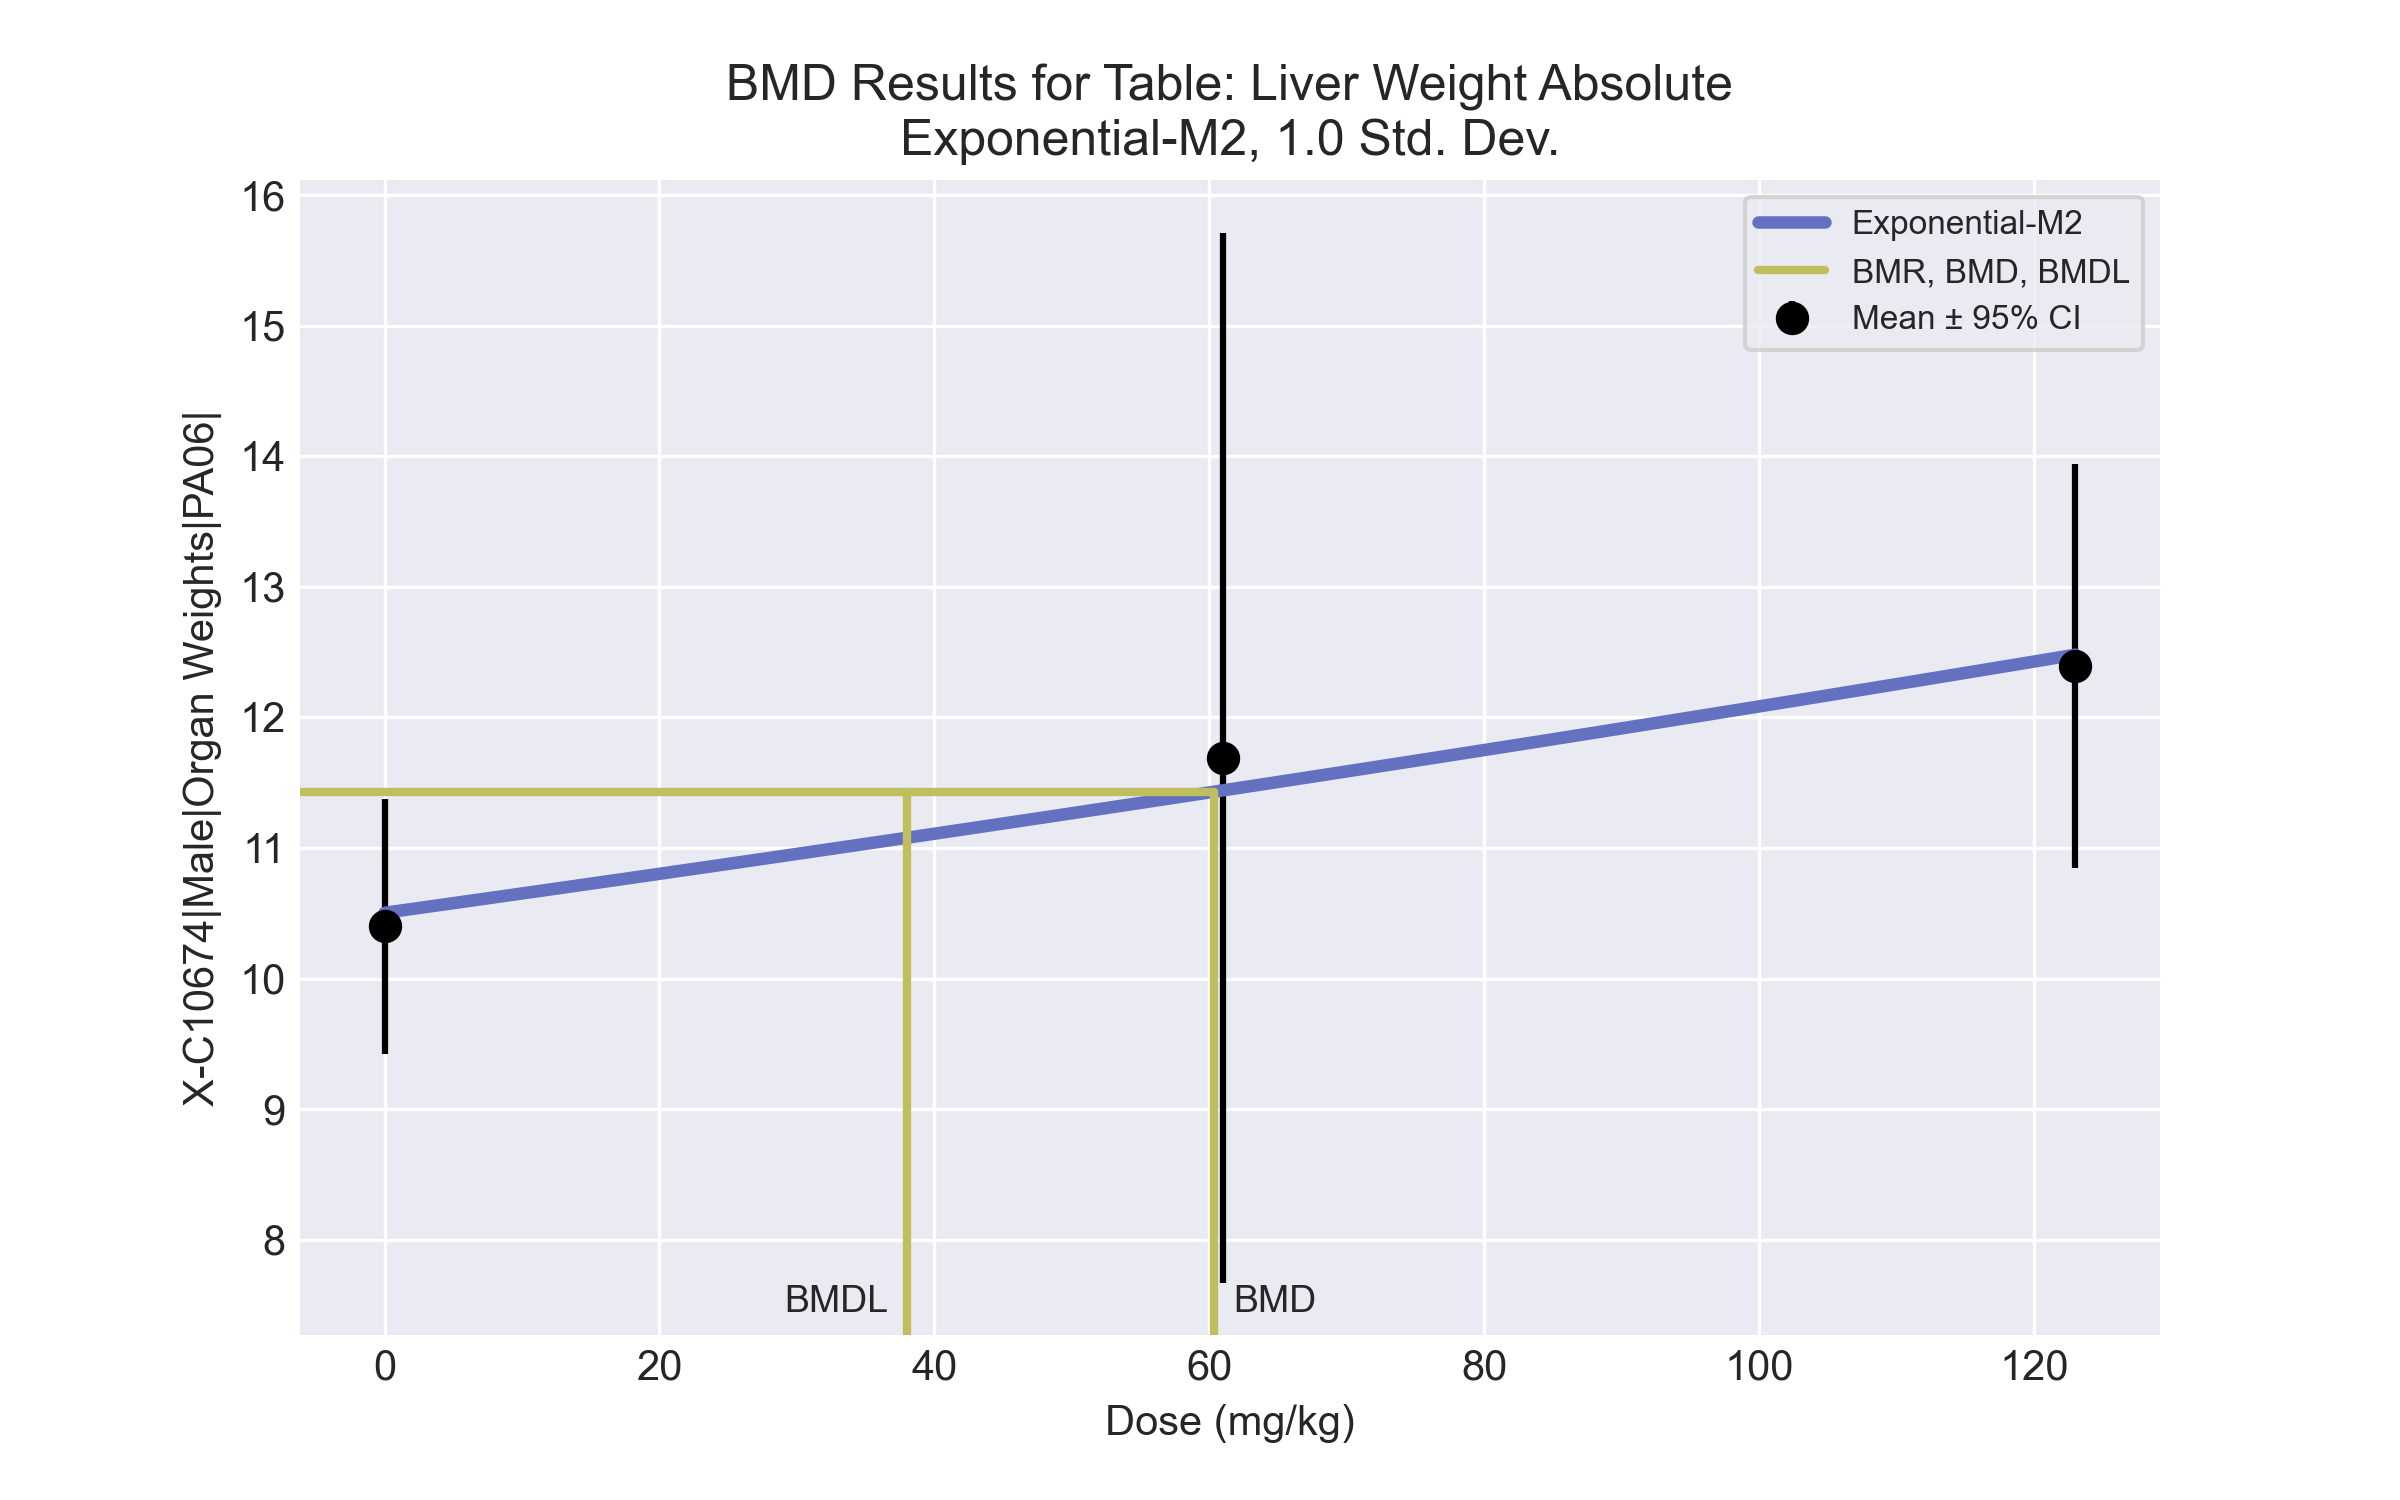 BMD Results for Table: Liver Weight Absolute
Exponential-M2, 1.0 Std. Dev.
Exponential-M2
BMR, BMD, BMDL
Mean ± 95% CI
X-C10674|Male|Organ Weights|PA06|
16
15
14
13
12
11
10
9
8
BMDL
BMD
0 20 40 60 80 100 120
Dose (mg/kg)